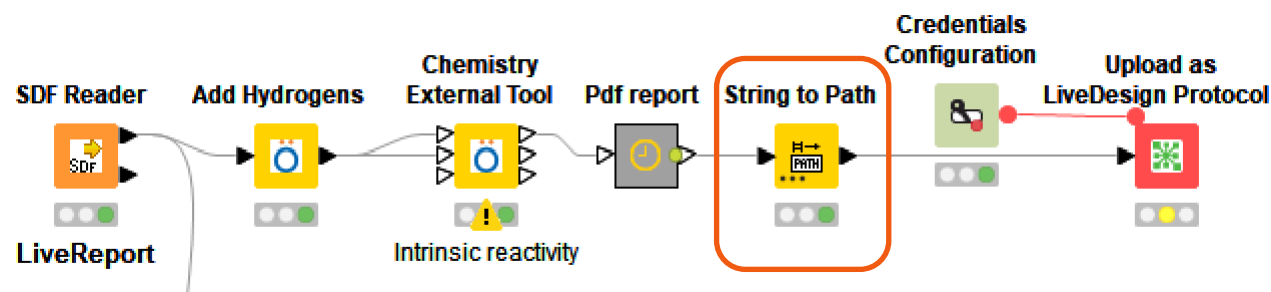 Credentials
Configuration
Chemistry
Upload as
SDF Reader
Add Hydrogens
External Tool
Pdf report
String to Path
LiveDesign Protocol
SDF
PATH
LiveReport
Intrinsic reactivity